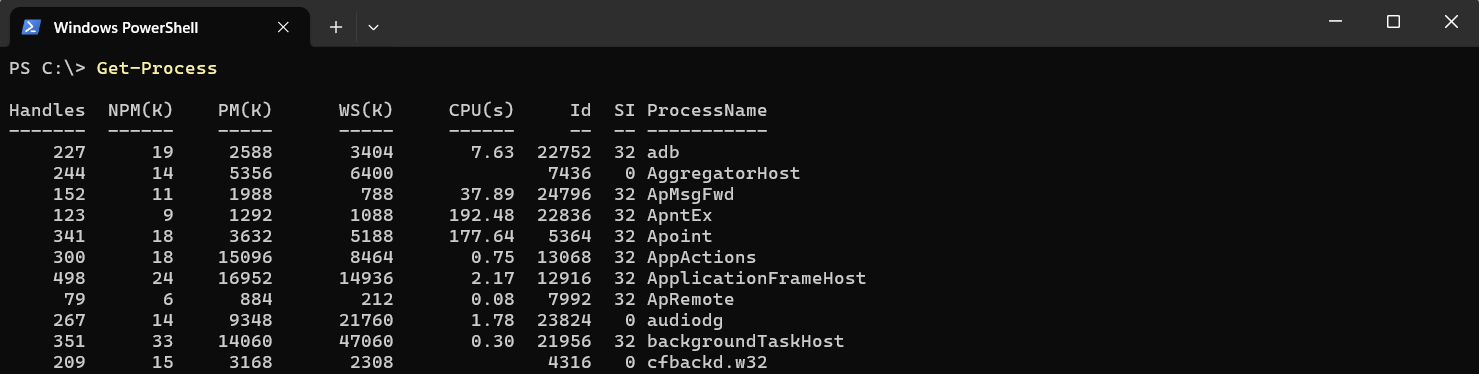 Windows PowerShell
PS C:\> Get-Process
Handles  NPM(K)    PM(K)      WS(K)     CPU(s)     Id  SI ProcessName
-------  ------    -----      -----     ------     --  -- -----------
    227      19     2588       3404       7.63  22752  32 adb
    244      14     5356       6400              7436   0 AggregatorHost
    152      11     1988        788      37.89  24796  32 ApMsgFwd
    123       9     1292       1088     192.48  22836  32 ApntEx
    341      18     3632       5188     177.64   5364  32 Apoint
    300      18    15096       8464       0.75  13068  32 AppActions
    498      24    16952      14936       2.17  12916  32 ApplicationFrameHost
     79       6      884        212       0.08   7992  32 ApRemote
    267      14     9348      21760       1.78  23824   0 audiodg
    351      33    14060      47060       0.30  21956  32 backgroundTaskHost
    209      15     3168       2308              4316   0 cfbackd.w32